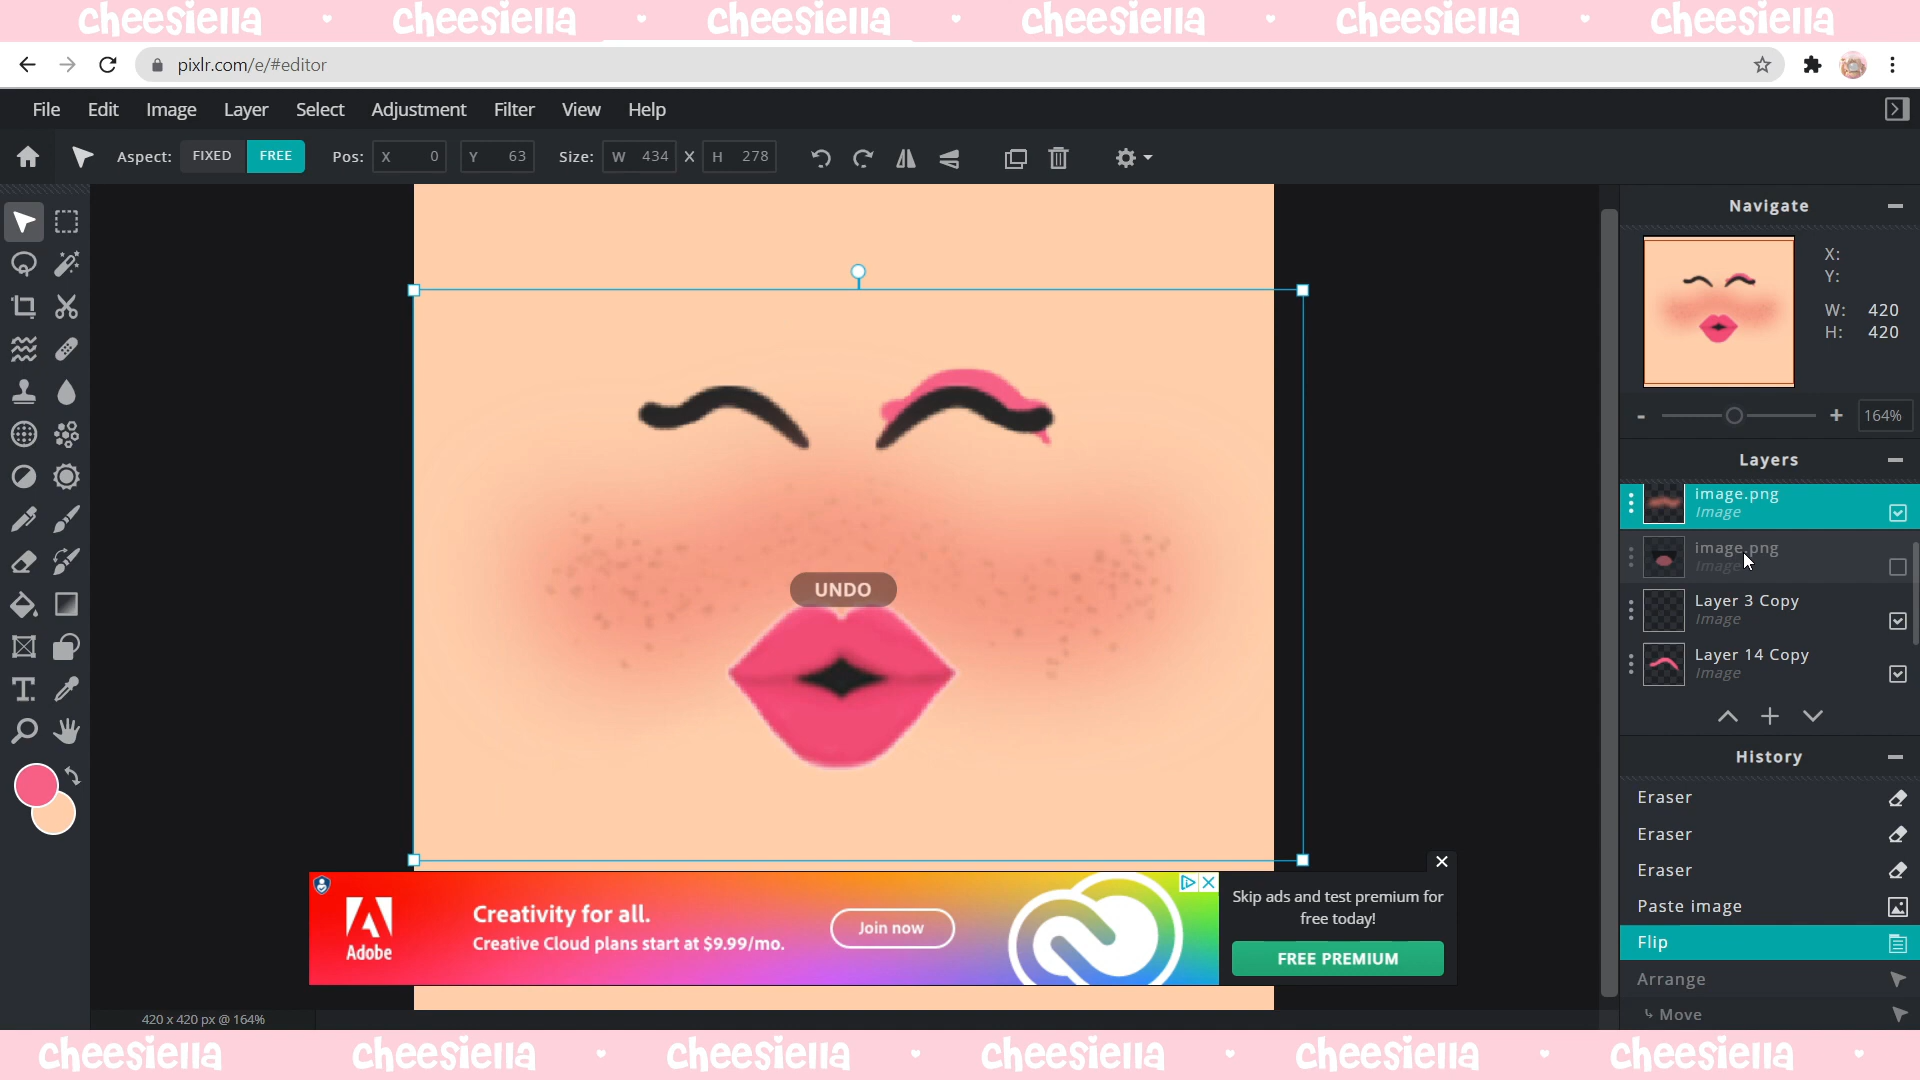 cheesiella cheesiella cheesiella cheesiella cheesiella cheesiella
pixlr.com/e/#editor
File Edit Image Layer Select Adjustment Filter View Help
Aspect: FIXED FREE Pos: X 0 Y 63 Size: W 434 X H 278
Navigate
X:
Y:
W: 420
H: 420
- + 164%
Layers
image.png
Image
image.png
Image
Layer 3 Copy
Image
Layer 14 Copy
Image
UNDO
History
Eraser
Eraser
Eraser
Paste image
Flip
Arrange
Move
Adobe
Creativity for all.
Creative Cloud plans start at $9.99/mo.
Join now
Skip ads and test premium for
free today!
FREE PREMIUM
420 x 420 px @ 164%
cheesiella cheesiella cheesiella cheesiella cheesiella cheesiella